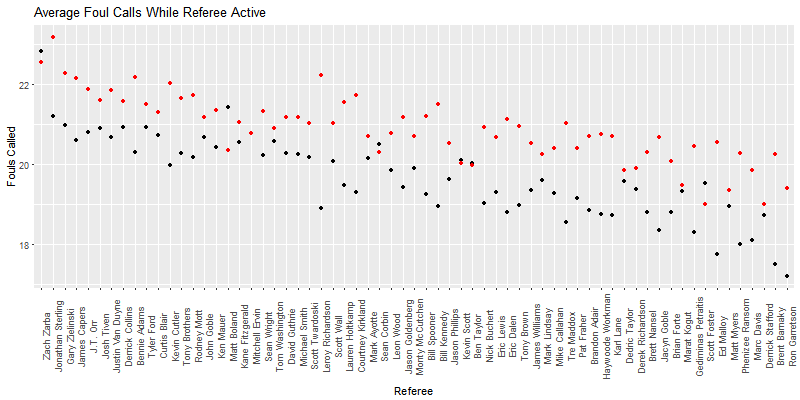 Average Foul Calls While Referee Active
Fouls Called
22
20
18
Zach Zarba
Jonathan Sterling
Gary Zielinski
James Capers
J.T. Orr
Josh Tiven
Justin Van Duyne
Derrick Collins
Bennie Adams
Tyler Ford
Curtis Blair
Kevin Cutler
Tony Brothers
Rodney Mott
John Goble
Ken Mauer
Matt Boland
Kane Fitzgerald
Mitchell Ervin
Sean Wright
Tom Washington
David Guthrie
Michael Smith
Scott Twardoski
Leroy Richardson
Scott Wall
Lauren Holtkamp
Courtney Kirkland
Mark Ayotte
Sean Corbin
Leon Wood
Jason Goldenberg
Monty McCutchen
Bill Spooner
Bill Kennedy
Jason Phillips
Kevin Scott
Ben Taylor
Nick Buchert
Eric Lewis
Eric Dalen
Tony Brown
James Williams
Mark Lindsay
Mike Callahan
Tre Maddox
Pat Fraher
Brandon Adair
Haywoode Workman
Karl Lane
Dedric Taylor
Derek Richardson
Brett Nansel
Jacyn Goble
Brian Forte
Marat Kogut
Gediminas Petraitis
Scott Foster
Ed Malloy
Matt Myers
Phenizee Ransom
Marc Davis
Derrick Stafford
Brent Barnaky
Ron Garretson
Referee